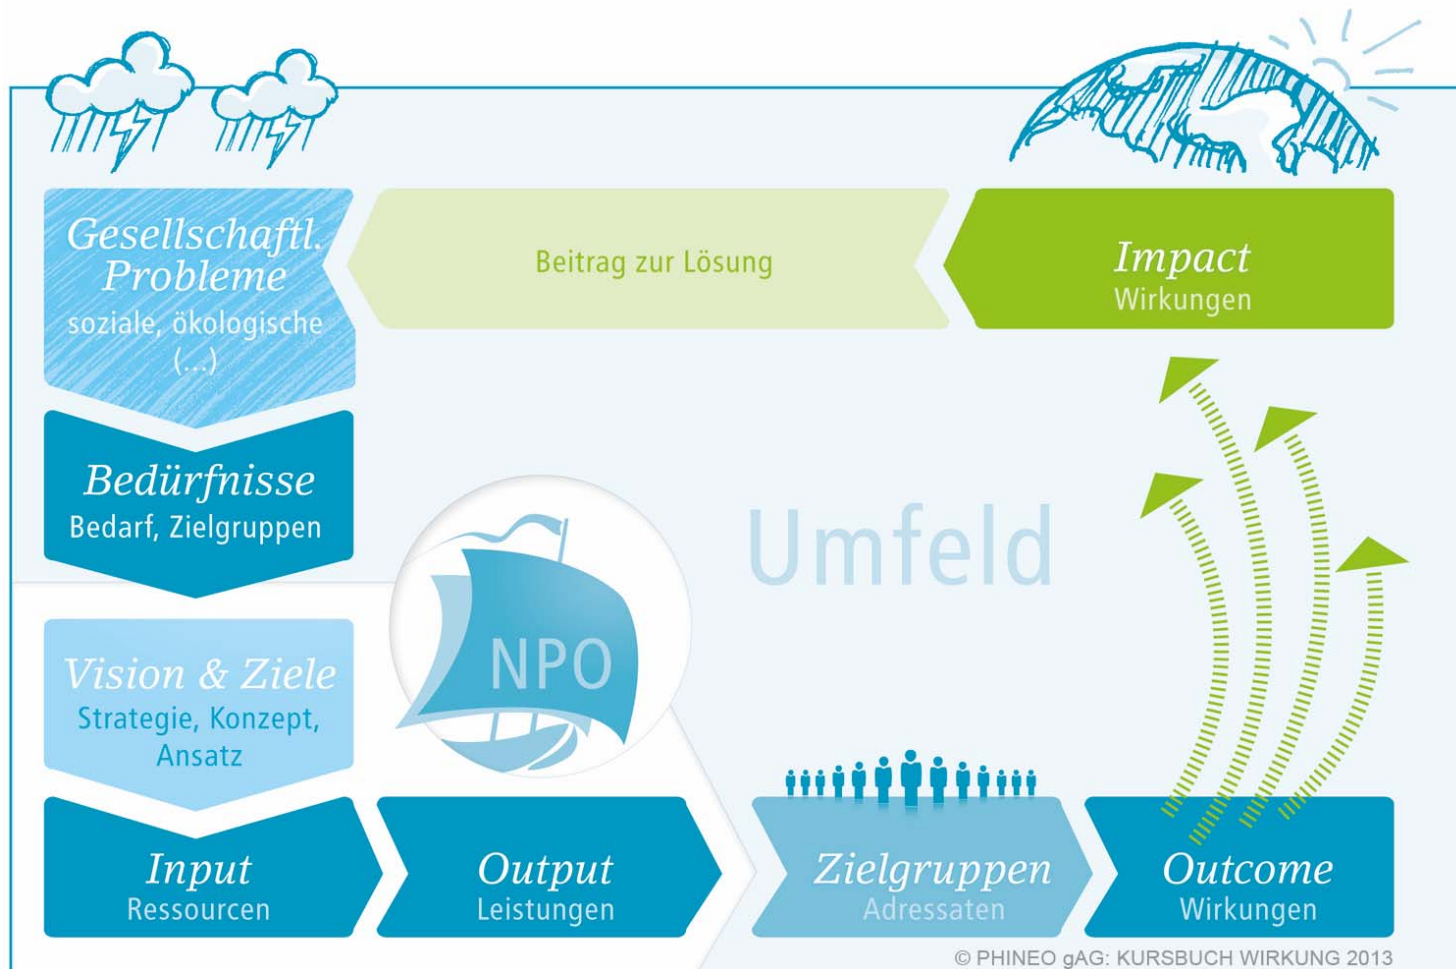 Gesellschaftl.
Probleme
soziale, ökologische
(...)
Beitrag zur Lösung
Impact
Wirkungen
Bedürfnisse
Bedarf, Zielgruppen
Umfeld
NPO
Vision & Ziele
Strategie, Konzept,
Ansatz
Input
Ressourcen
Output
Leistungen
Zielgruppen
Adressaten
Outcome
Wirkungen
© PHINEO gAG: KURSBUCH WIRKUNG 2013